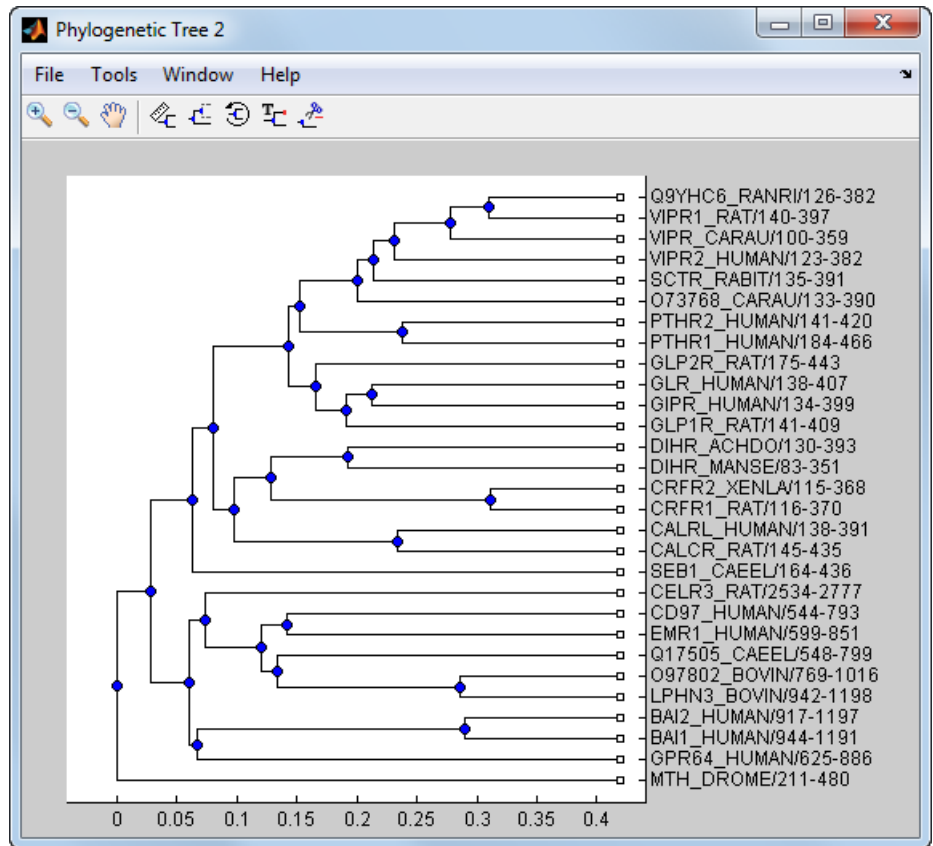 Phylogenetic Tree 2
File Tools Window Help
Q9YHC6_RANRI/126-382
VIPR1_RAT/140-397
VIPR_CARAU/100-359
VIPR2_HUMAN/123-382
SCTR_RABIT/135-391
O73768_CARAU/133-390
PTHR2_HUMAN/141-420
PTHR1_HUMAN/184-466
GLP2R_RAT/175-443
GLR_HUMAN/138-407
GIPR_HUMAN/134-399
GLP1R_RAT/141-409
DIHR_ACHDO/130-393
DIHR_MANSE/83-351
CRFR2_XENLA/115-368
CRFR1_RAT/116-370
CALRL_HUMAN/138-391
CALCR_RAT/145-435
SEB1_CAEEL/164-436
CELR3_RAT/2534-2777
CD97_HUMAN/544-793
EMR1_HUMAN/599-851
Q17505_CAEEL/548-799
O97802_BOVIN/769-1016
LPHN3_BOVIN/942-1198
BAI2_HUMAN/917-1197
BAI1_HUMAN/944-1191
GPR64_HUMAN/625-886
MTH_DROME/211-480
0 0.05 0.1 0.15 0.2 0.25 0.3 0.35 0.4